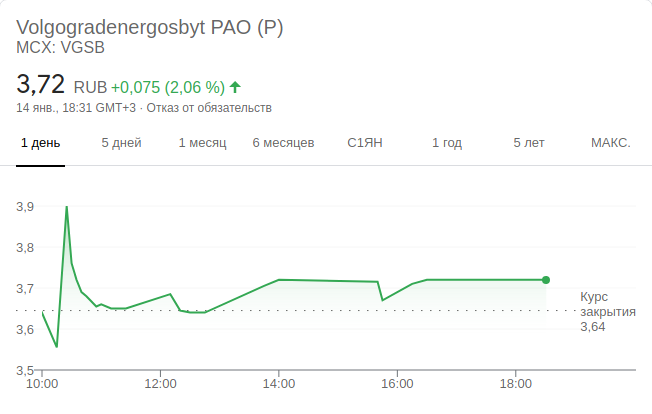 Volgogradenergosbyt PAO (P)
MCX: VGSB
3,72 RUB +0,075 (2,06 %)
14 янв., 18:31 GMT+3 · Отказ от обязательств
1 день 5 дней 1 месяц 6 месяцев С1ЯН 1 год 5 лет МАКС.
3,9
3,8
3,7
3,6
3,5
Курс
закрытия
3,64
10:00 12:00 14:00 16:00 18:00